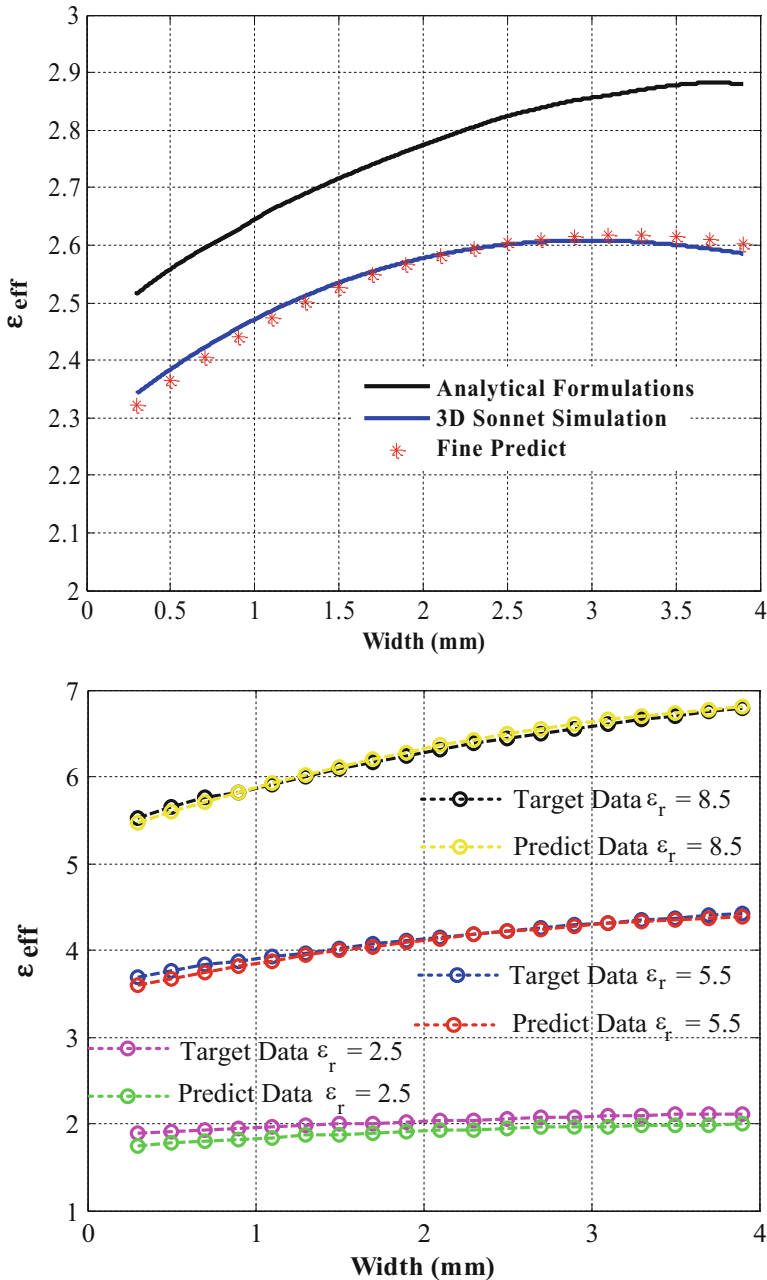 3
2.9
2.8
2.7
2.6
2.5
2.4
2.3
2.2
2.1
2
ε eff
Analytical Formulations
3D Sonnet Simulation
Fine Predict
0 0.5 1 1.5 2 2.5 3 3.5 4
Width (mm)
7
6
5
4
3
2
1
ε eff
Target Data ε r = 8.5
Predict Data ε r = 8.5
Target Data ε r = 5.5
Predict Data ε r = 5.5
Target Data ε r = 2.5
Predict Data ε r = 2.5
0 1 2 3 4
Width (mm)